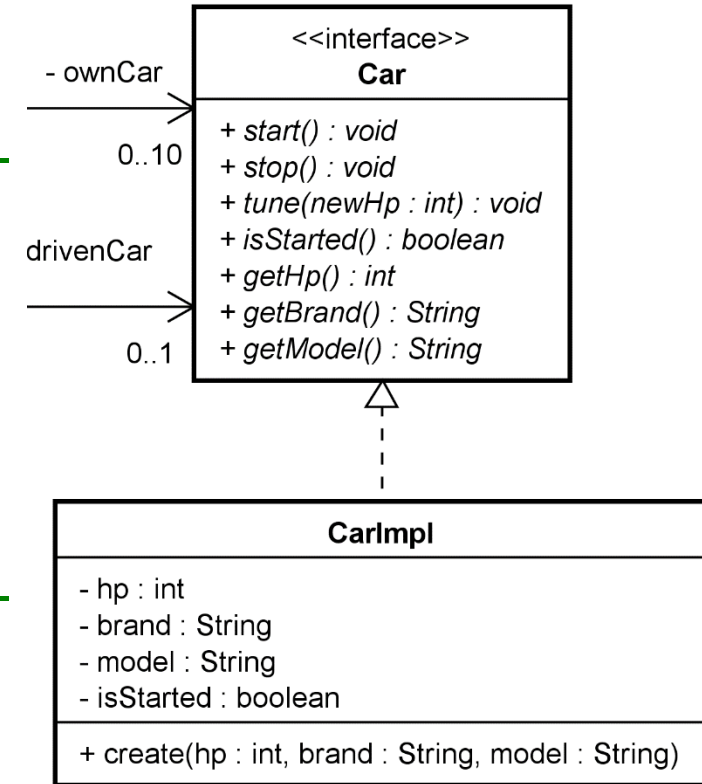 <<interface>>
Car
- ownCar
0..10
+ start() : void
+ stop() : void
+ tune(newHp : int) : void
+ isStarted() : boolean
+ getHp() : int
+ getBrand() : String
+ getModel() : String
drivenCar
0..1
CarImpl
- hp : int
- brand : String
- model : String
- isStarted : boolean
+ create(hp : int, brand : String, model : String)